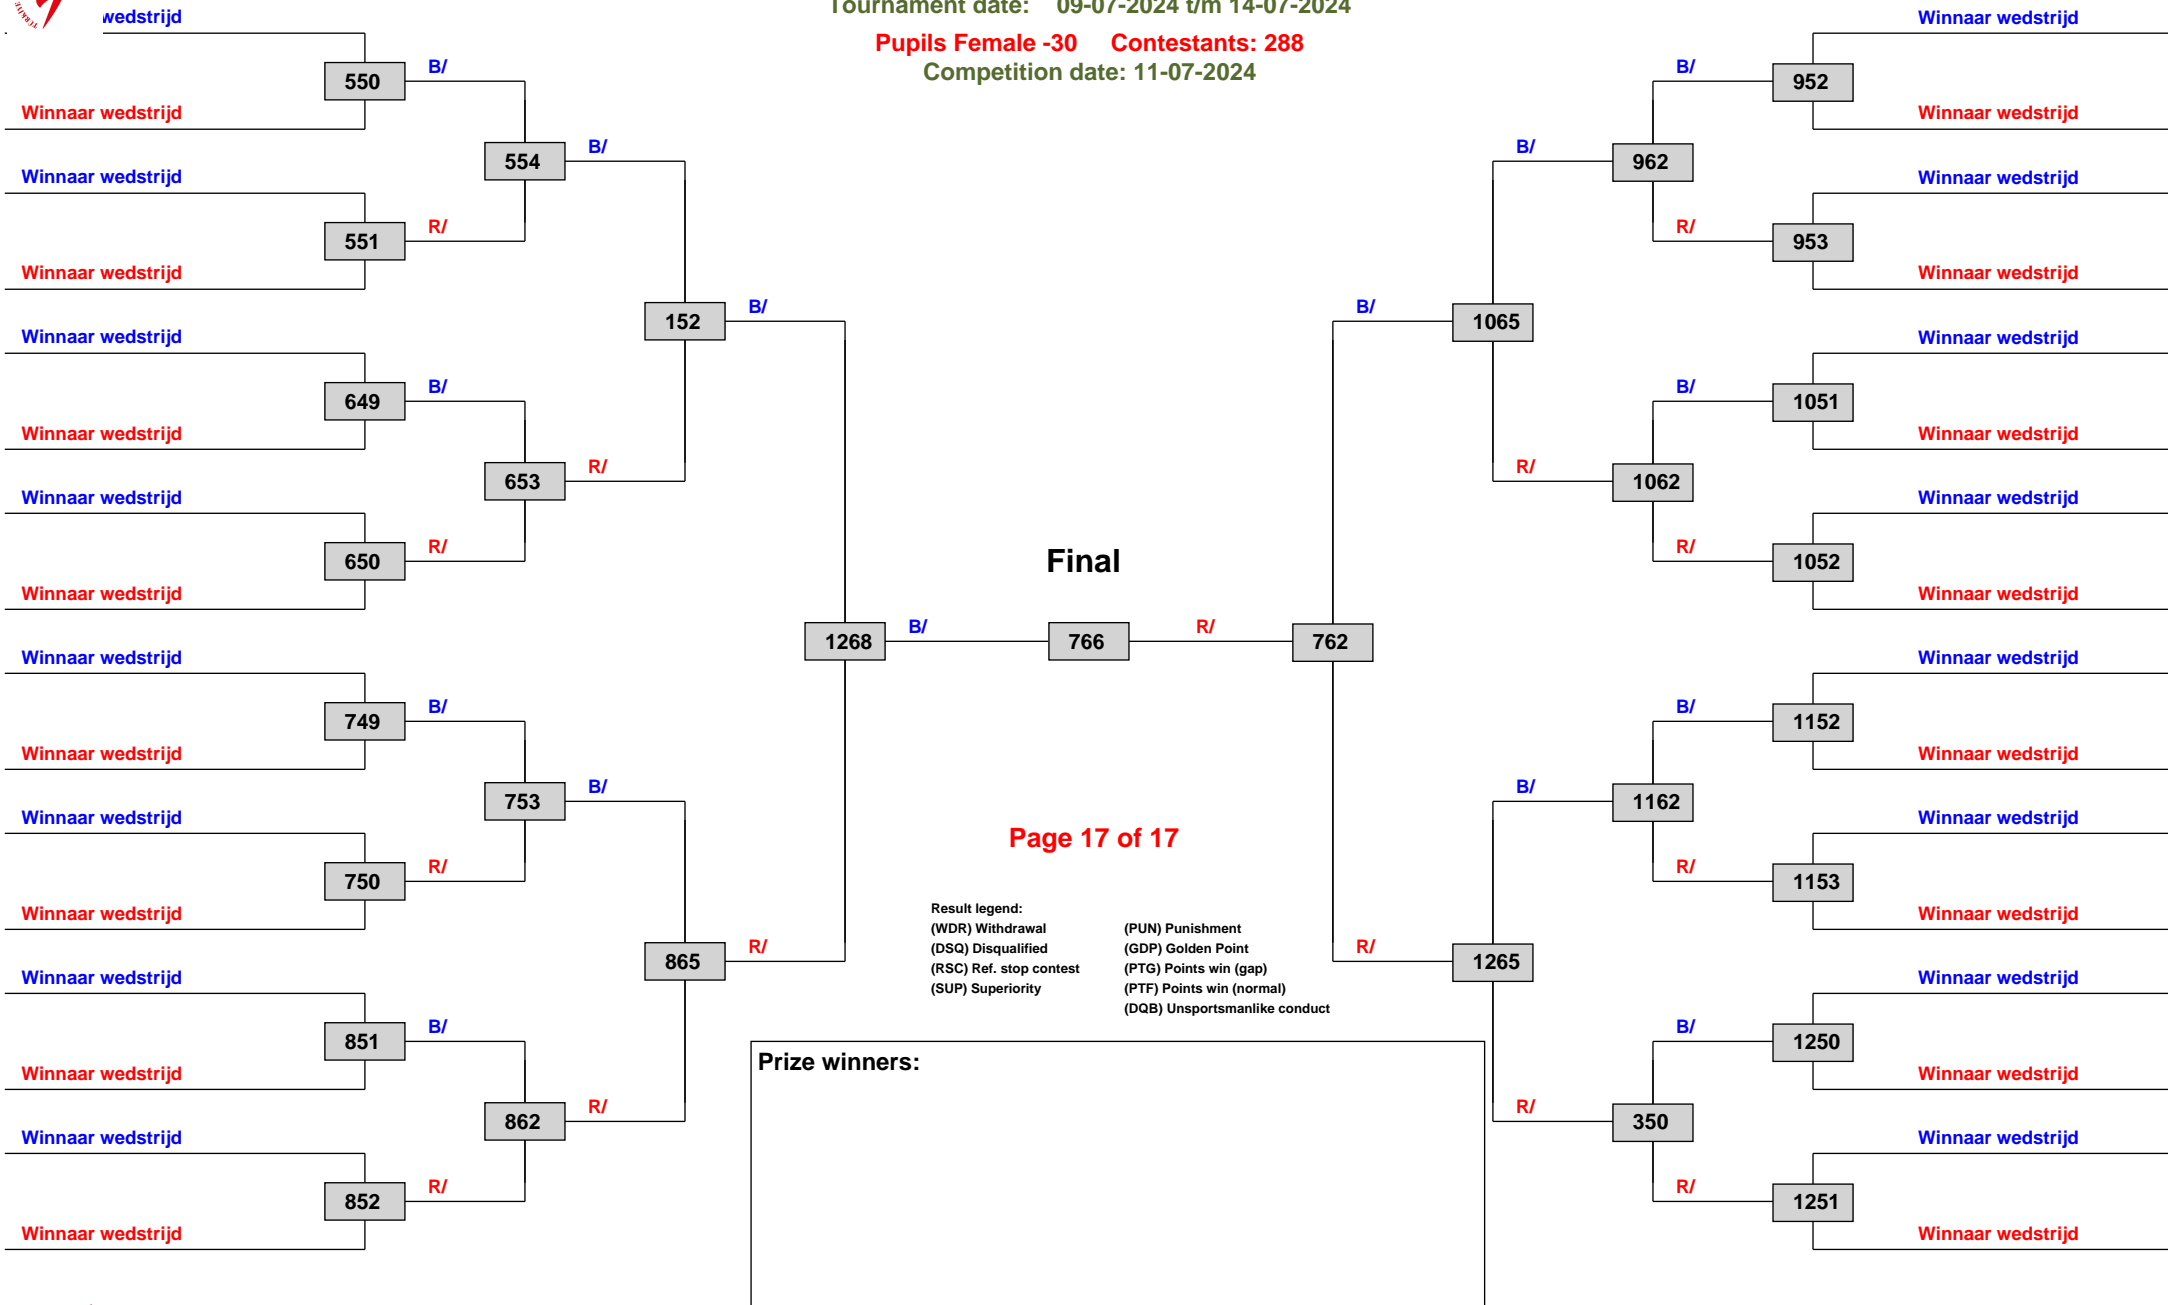 TÜRKİYE
Tournament date: 09-07-2024 t/m 14-07-2024
Pupils Female -30 Contestants: 288
Competition date: 11-07-2024
wedstrijd
550
B/
Winnaar wedstrijd
554
B/
Winnaar wedstrijd
551
R/
Winnaar wedstrijd
152
B/
Winnaar wedstrijd
649
B/
Winnaar wedstrijd
653
R/
Winnaar wedstrijd
650
R/
Winnaar wedstrijd
1268
B/
Winnaar wedstrijd
749
B/
Winnaar wedstrijd
753
B/
Winnaar wedstrijd
750
R/
Winnaar wedstrijd
865
R/
Winnaar wedstrijd
851
B/
Winnaar wedstrijd
862
R/
Winnaar wedstrijd
852
R/
Winnaar wedstrijd
Final
766
R/
762
Page 17 of 17
Result legend:
(WDR) Withdrawal
(DSQ) Disqualified
(RSC) Ref. stop contest
(SUP) Superiority
(PUN) Punishment
(GDP) Golden Point
(PTG) Points win (gap)
(PTF) Points win (normal)
(DQB) Unsportsmanlike conduct
Prize winners:
Winnaar wedstrijd
B/
952
Winnaar wedstrijd
B/
962
Winnaar wedstrijd
R/
953
Winnaar wedstrijd
B/
1065
Winnaar wedstrijd
B/
1051
Winnaar wedstrijd
R/
1062
Winnaar wedstrijd
R/
1052
Winnaar wedstrijd
Winnaar wedstrijd
B/
1152
Winnaar wedstrijd
B/
1162
Winnaar wedstrijd
R/
1153
Winnaar wedstrijd
R/
1265
Winnaar wedstrijd
B/
1250
Winnaar wedstrijd
R/
350
Winnaar wedstrijd
R/
1251
Winnaar wedstrijd